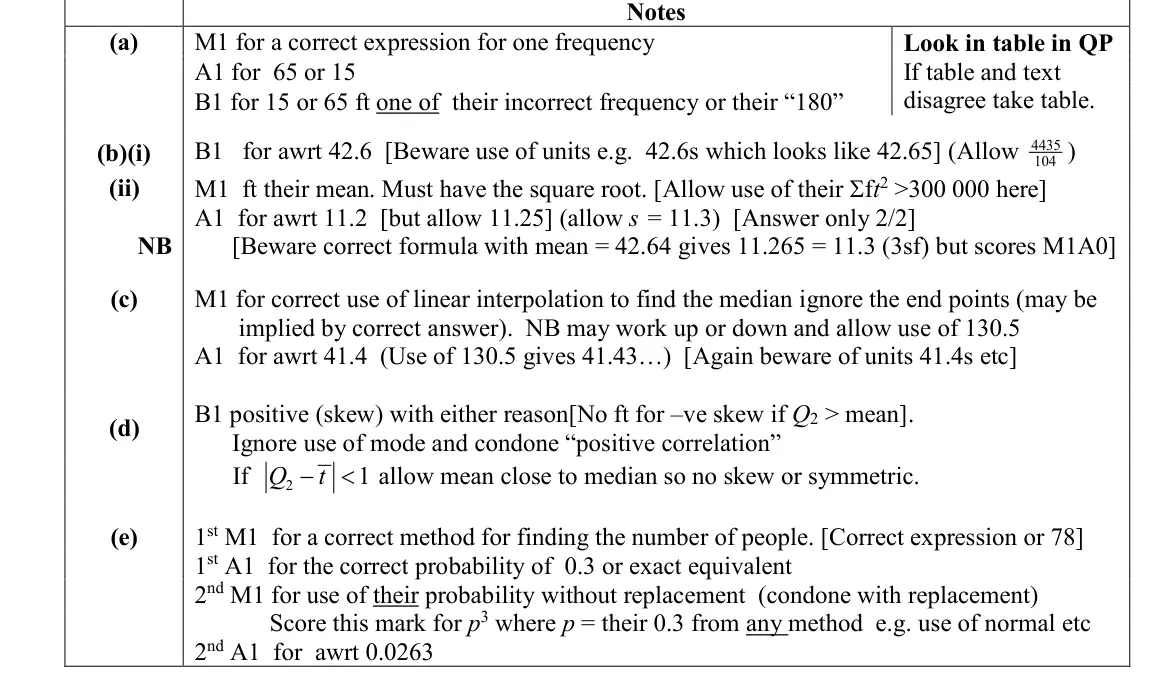 Notes
(a) M1 for a correct expression for one frequency
A1 for 65 or 15
B1 for 15 or 65 ft one of their incorrect frequency or their “180”
Look in table in QP
If table and text
disagree take table.
(b)(i) B1 for awrt 42.6 [Beware use of units e.g. 42.6s which looks like 42.65] (Allow 4435/104 )
(ii) M1 ft their mean. Must have the square root. [Allow use of their Σft² >300 000 here]
A1 for awrt 11.2 [but allow 11.25] (allow s = 11.3) [Answer only 2/2]
NB [Beware correct formula with mean = 42.64 gives 11.265 = 11.3 (3sf) but scores M1A0]
(c) M1 for correct use of linear interpolation to find the median ignore the end points (may be
implied by correct answer). NB may work up or down and allow use of 130.5
A1 for awrt 41.4 (Use of 130.5 gives 41.43…) [Again beware of units 41.4s etc]
(d) B1 positive (skew) with either reason[No ft for –ve skew if Q₂ > mean].
Ignore use of mode and condone “positive correlation”
If |Q₂ − t̅| < 1 allow mean close to median so no skew or symmetric.
(e) 1st M1 for a correct method for finding the number of people. [Correct expression or 78]
1st A1 for the correct probability of 0.3 or exact equivalent
2nd M1 for use of their probability without replacement (condone with replacement)
Score this mark for p³ where p = their 0.3 from any method e.g. use of normal etc
2nd A1 for awrt 0.0263